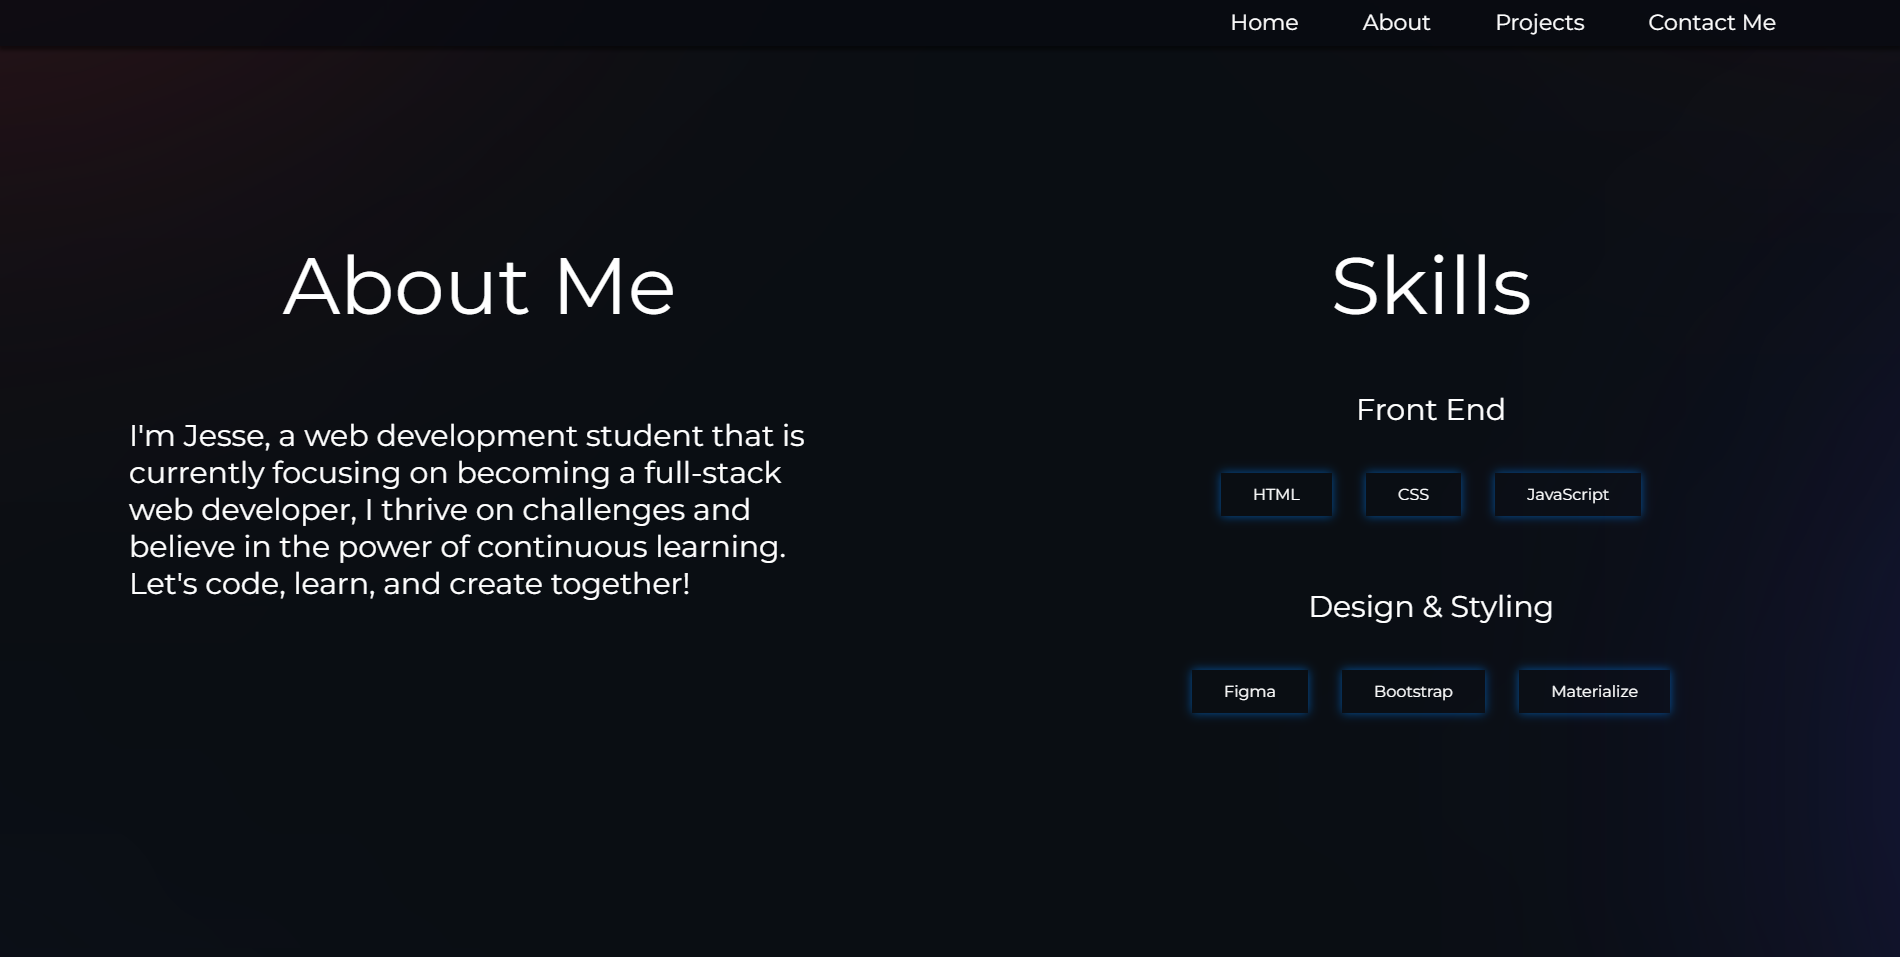 Home About Projects Contact Me
About Me
I'm Jesse, a web development student that is
currently focusing on becoming a full-stack
web developer, I thrive on challenges and
believe in the power of continuous learning.
Let's code, learn, and create together!
Skills
Front End
HTML CSS JavaScript
Design & Styling
Figma Bootstrap Materialize